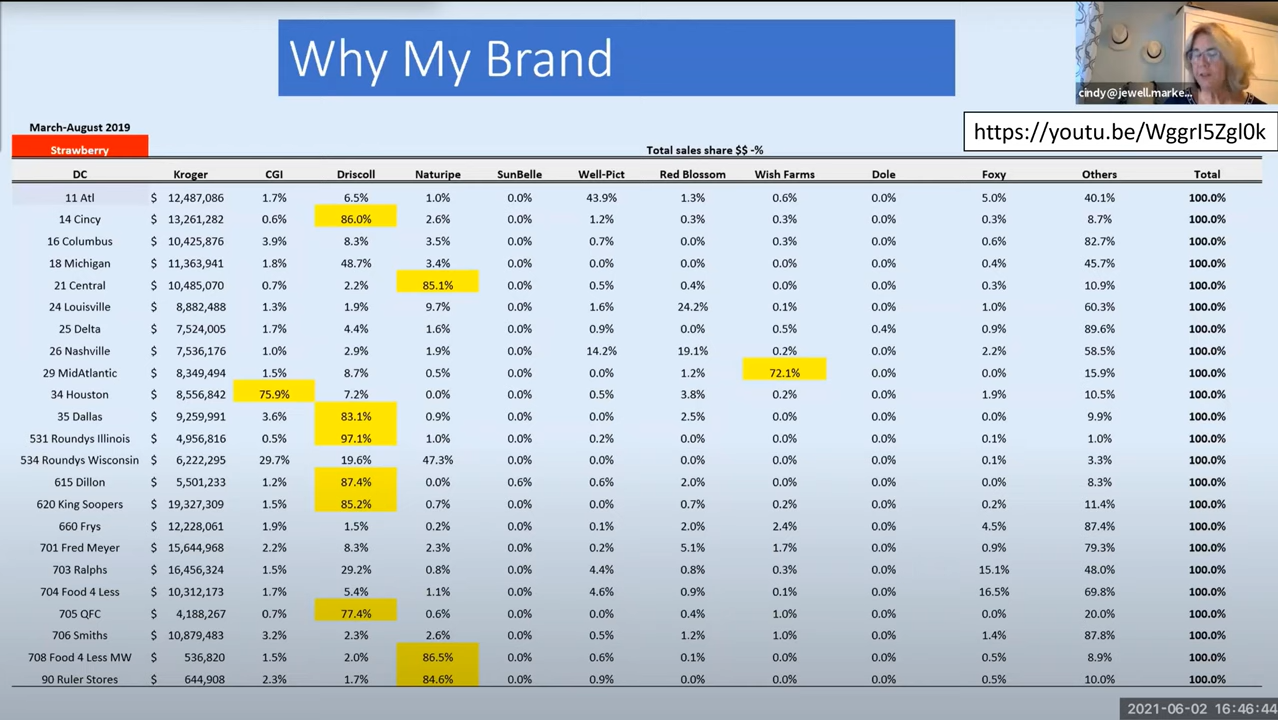 Why My Brand
cindy@jewell.marke...
https://youtu.be/WggrI5Zgl0k
March-August 2019
Strawberry Total sales share $$ -%
DC Kroger CGI Driscoll Naturipe SunBelle Well-Pict Red Blossom Wish Farms Dole Foxy Others Total
11 Atl $ 12,487,086 1.7% 6.5% 1.0% 0.0% 43.9% 1.3% 0.6% 0.0% 5.0% 40.1% 100.0%
14 Cincy $ 13,261,282 0.6% 86.0% 2.6% 0.0% 1.2% 0.3% 0.3% 0.0% 0.3% 8.7% 100.0%
16 Columbus $ 10,425,876 3.9% 8.3% 3.5% 0.0% 0.7% 0.0% 0.3% 0.0% 0.6% 82.7% 100.0%
18 Michigan $ 11,363,941 1.8% 48.7% 3.4% 0.0% 0.0% 0.0% 0.0% 0.0% 0.4% 45.7% 100.0%
21 Central $ 10,485,070 0.7% 2.2% 85.1% 0.0% 0.5% 0.4% 0.0% 0.0% 0.3% 10.9% 100.0%
24 Louisville $ 8,882,488 1.3% 1.9% 9.7% 0.0% 1.6% 24.2% 0.1% 0.0% 1.0% 60.3% 100.0%
25 Delta $ 7,524,005 1.7% 4.4% 1.6% 0.0% 0.9% 0.0% 0.5% 0.4% 0.9% 89.6% 100.0%
26 Nashville $ 7,536,176 1.0% 2.9% 1.9% 0.0% 14.2% 19.1% 0.2% 0.0% 2.2% 58.5% 100.0%
29 MidAtlantic $ 8,349,494 1.5% 8.7% 0.5% 0.0% 0.0% 1.2% 72.1% 0.0% 0.0% 15.9% 100.0%
34 Houston $ 8,556,842 75.9% 7.2% 0.0% 0.0% 0.5% 3.8% 0.2% 0.0% 1.9% 10.5% 100.0%
35 Dallas $ 9,259,991 3.6% 83.1% 0.9% 0.0% 0.0% 2.5% 0.0% 0.0% 0.0% 9.9% 100.0%
531 Roundys Illinois $ 4,956,816 0.5% 97.1% 1.0% 0.0% 0.2% 0.0% 0.0% 0.0% 0.1% 1.0% 100.0%
534 Roundys Wisconsin $ 6,222,295 29.7% 19.6% 47.3% 0.0% 0.0% 0.0% 0.0% 0.0% 0.1% 3.3% 100.0%
615 Dillon $ 5,501,233 1.2% 87.4% 0.0% 0.6% 0.6% 2.0% 0.0% 0.0% 0.0% 8.3% 100.0%
620 King Soopers $ 19,327,309 1.5% 85.2% 0.7% 0.0% 0.0% 0.7% 0.2% 0.0% 0.2% 11.4% 100.0%
660 Frys $ 12,228,061 1.9% 1.5% 0.2% 0.0% 0.1% 2.0% 2.4% 0.0% 4.5% 87.4% 100.0%
701 Fred Meyer $ 15,644,968 2.2% 8.3% 2.3% 0.0% 0.2% 5.1% 1.7% 0.0% 0.9% 79.3% 100.0%
703 Ralphs $ 16,456,324 1.5% 29.2% 0.8% 0.0% 4.4% 0.8% 0.3% 0.0% 15.1% 48.0% 100.0%
704 Food 4 Less $ 10,312,173 1.7% 5.4% 1.1% 0.0% 4.6% 0.9% 0.1% 0.0% 16.5% 69.8% 100.0%
705 QFC $ 4,188,267 0.7% 77.4% 0.6% 0.0% 0.0% 0.4% 1.0% 0.0% 0.0% 20.0% 100.0%
706 Smiths $ 10,879,483 3.2% 2.3% 2.6% 0.0% 0.5% 1.2% 1.0% 0.0% 1.4% 87.8% 100.0%
708 Food 4 Less MW $ 536,820 1.5% 2.0% 86.5% 0.0% 0.6% 0.1% 0.0% 0.0% 0.5% 8.9% 100.0%
90 Ruler Stores $ 644,908 2.3% 1.7% 84.6% 0.0% 0.9% 0.0% 0.0% 0.0% 0.5% 10.0% 100.0%
2021-06-02 16:46:44